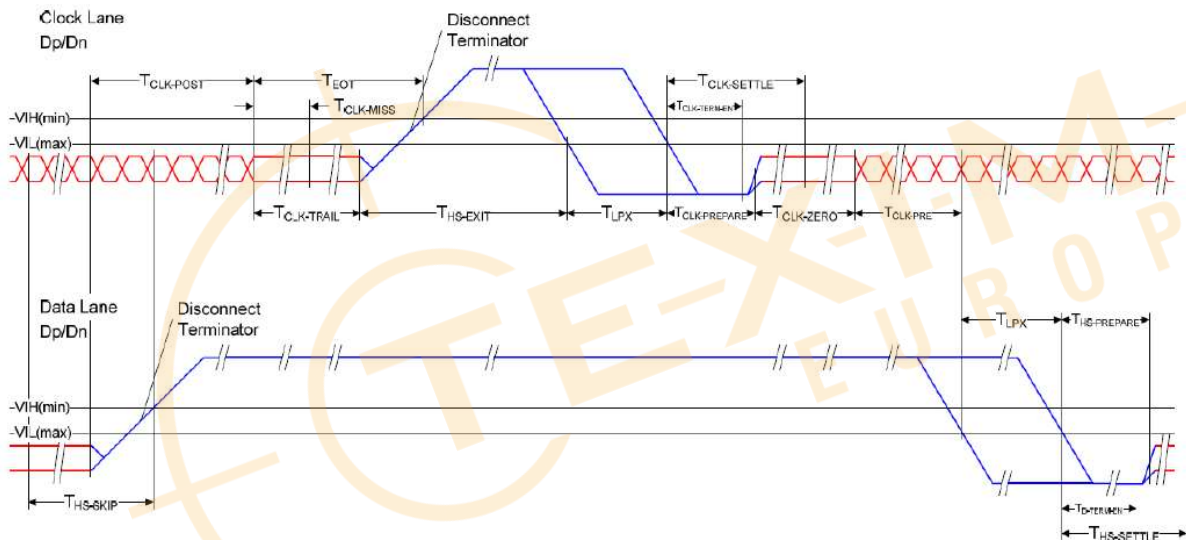 Clock Lane
Dp/Dn
Disconnect
Terminator
TCLK-POST
TEOT
TCLK-SETTLE
TCLK-MISS
TCLK-TERM-EN
VIH(min)
VIL(max)
TCLK-TRAIL
THS-EXIT
TLPX
TCLK-PREPARE
TCLK-ZERO
TCLK-PRE
Data Lane
Dp/Dn
Disconnect
Terminator
TLPX
THS-PREPARE
VIH(min)
VIL(max)
THS-SKIP
TD-TERM-EN
THS-SETTLE
TEXIM
EUROP